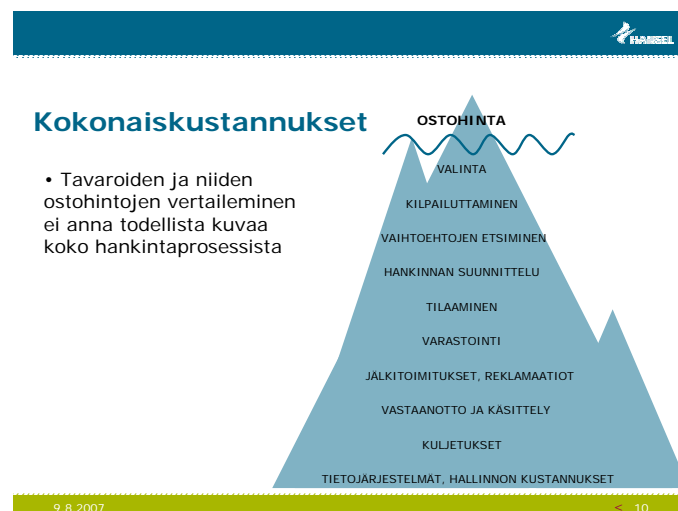 HANSEL
Kokonaiskustannukset
OSTOHINTA
• Tavaroiden ja niiden
ostohintojen vertaileminen
ei anna todellista kuvaa
koko hankintaprosessista
VALINTA
KILPAILUTTAMINEN
VAIHTOEHTOJEN ETSIMINEN
HANKINNAN SUUNNITTELU
TILAAMINEN
VARASTOINTI
JÄLKITOIMITUKSET, REKLAMAATIOT
VASTAANOTTO JA KÄSITTELY
KULJETUKSET
TIETOJÄRJESTELMÄT, HALLINNON KUSTANNUKSET
9.8.2007
< 10